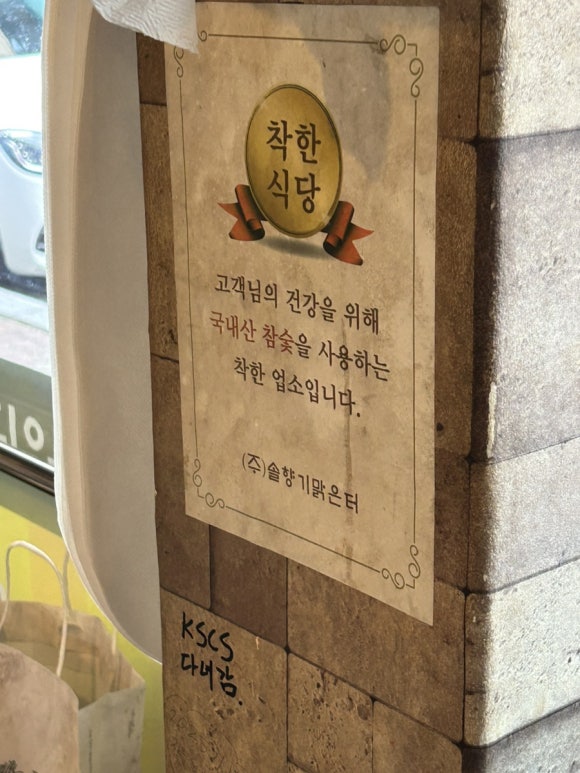 착한
식당
고객님의 건강을 위해
국내산 참숯을 사용하는
착한 업소입니다.
(주)솔향기맑은터
KSCS
다녀감.